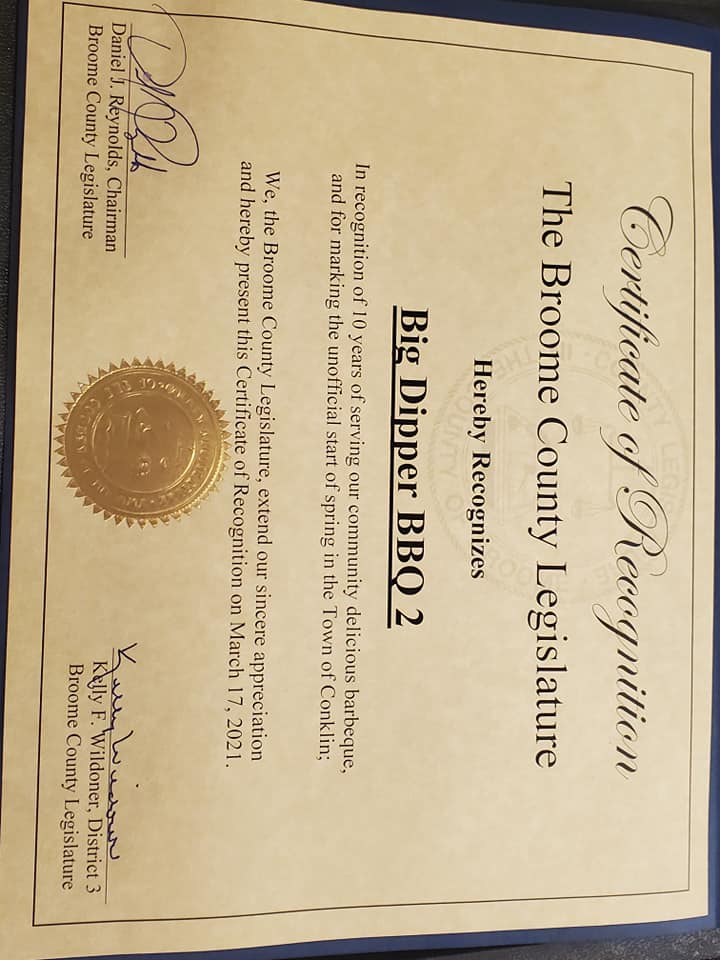 Certificate of Recognition
The Broome County Legislature
Hereby Recognizes
Big Dipper BBQ 2
In recognition of 10 years of serving our community delicious barbeque,
and for marking the unofficial start of spring in the Town of Conklin;
We, the Broome County Legislature, extend our sincere appreciation
and hereby present this Certificate of Recognition on March 17, 2021.
Daniel J. Reynolds, Chairman
Broome County Legislature
Kelly F. Wildoner, District 3
Broome County Legislature